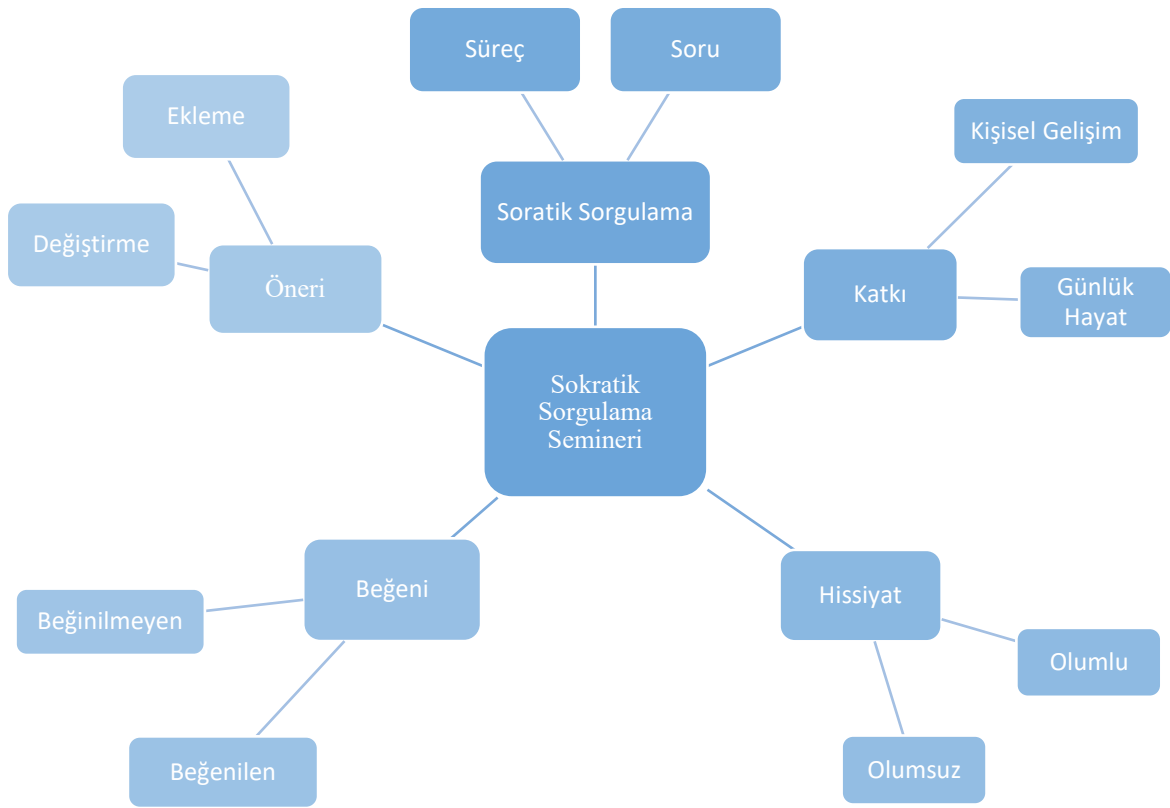 Süreç
Soru
Ekleme
Kişisel Gelişim
Soratik Sorgulama
Değiştirme
Öneri
Katkı
Günlük
Hayat
Sokratik
Sorgulama
Semineri
Beğeni
Hissiyat
Beğinilmeyen
Olumlu
Beğenilen
Olumsuz